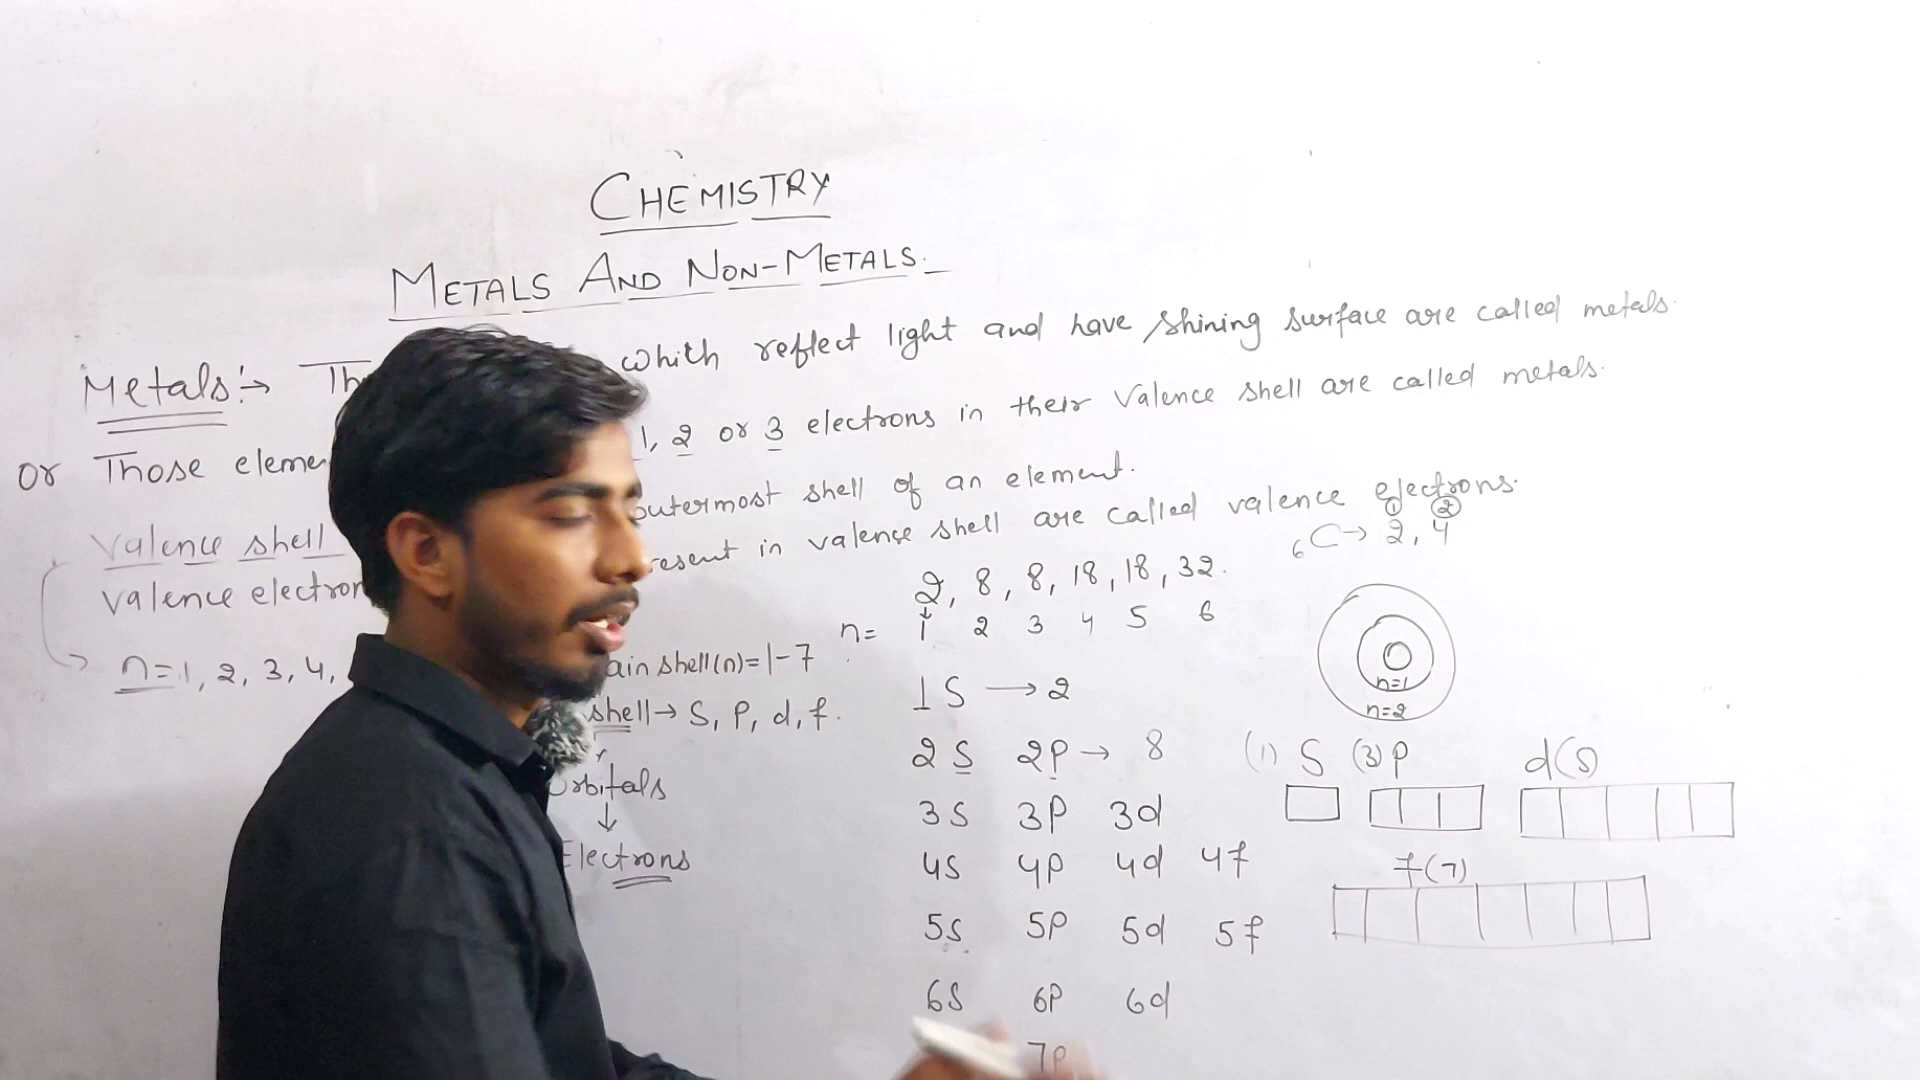 CHEMISTRY
METALS AND NON-METALS.
Metals:→ Th which reflect light and have shining surface are called metals.
or Those eleme 1, 2 or 3 electrons in their valence shell are called metals.
Valence shell outermost shell of an element.
Valence electron resent in valence shell are called valence electrons.
n=1, 2, 3, 4, ain shell(n)=1-7
shell→ S, P, d, f.
Orbitals
↓
Electrons
2, 8, 8, 18, 18, 32.
n= 1 2 3 4 5 6
1S → 2
2S 2P → 8
3S 3P 3d
4S 4P 4d 4f
5S 5P 5d 5f
6S 6P 6d
7P
① ②
6C→ 2, 4
n=1
n=2
(1) S (3)P d(5)
f(7)